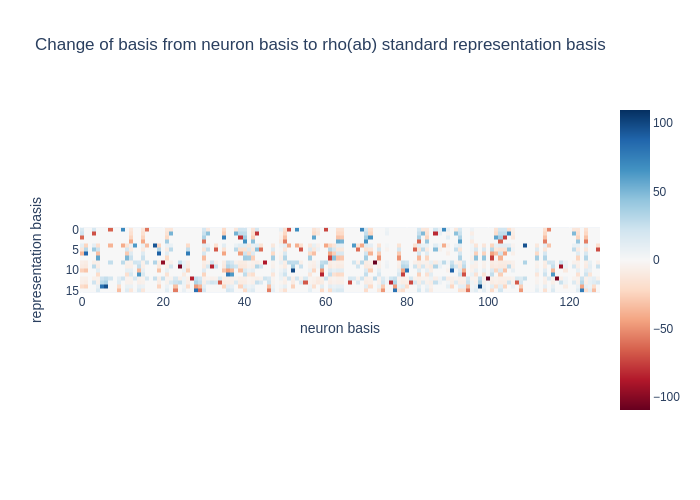 Change of basis from neuron basis to rho(ab) standard representation basis
100
50
0
−50
−100
representation basis
0
5
10
15
0 20 40 60 80 100 120
neuron basis